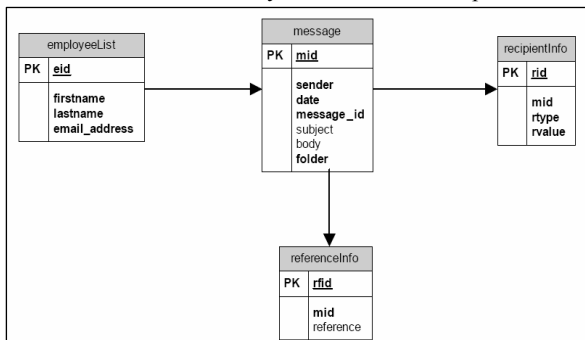 employeeList
PK eid
firstname
lastname
email_address
message
PK mid
sender
date
message_id
subject
body
folder
recipientInfo
PK rid
mid
rtype
rvalue
referenceInfo
PK rfid
mid
reference